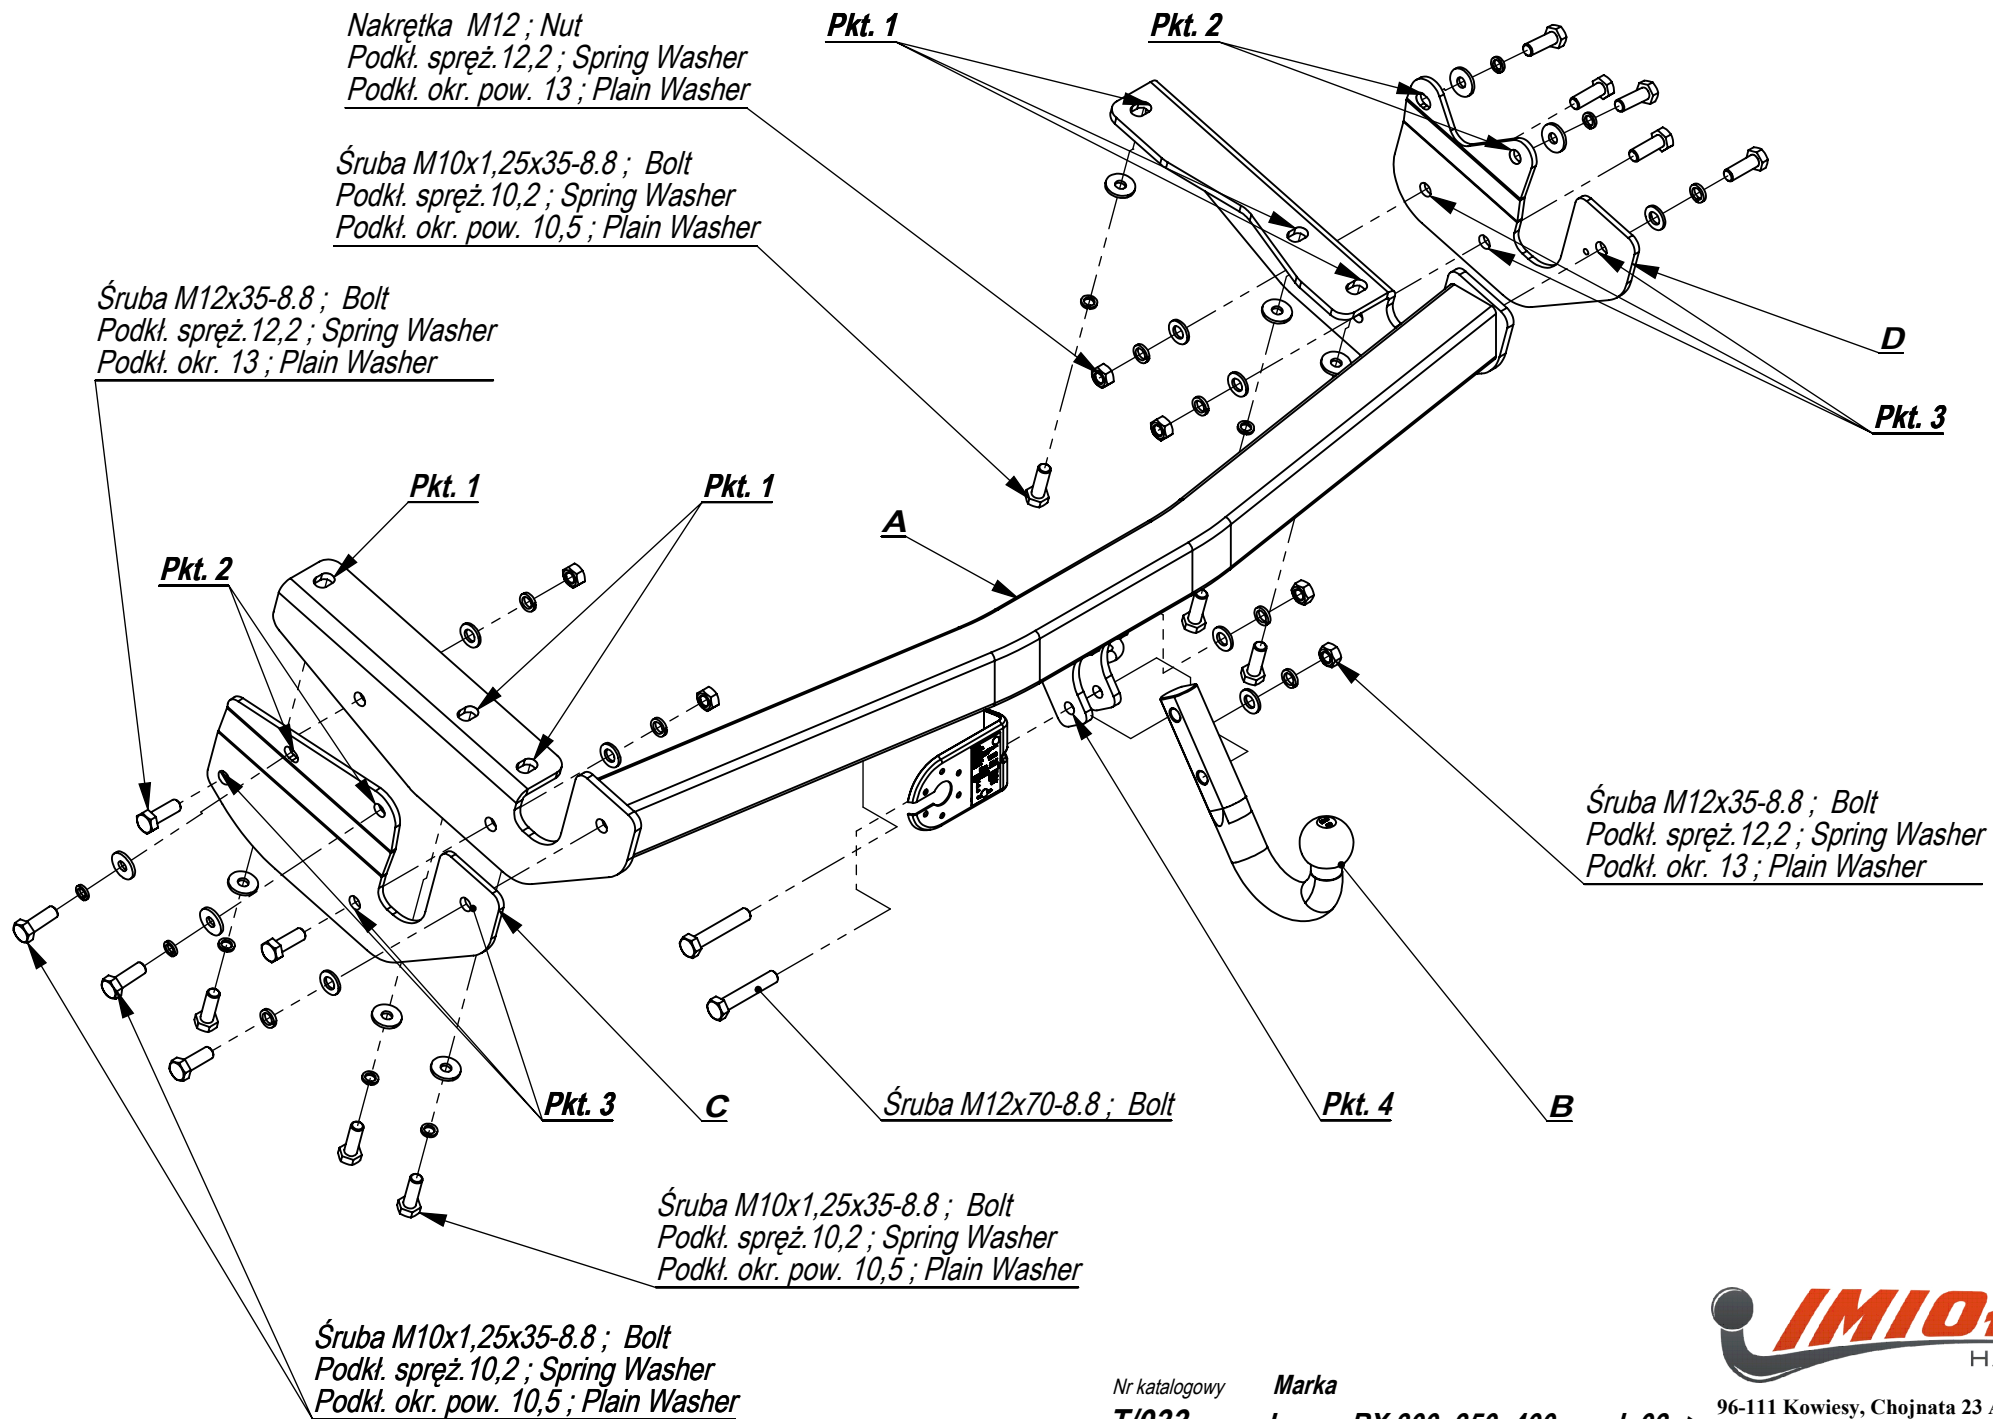 Nakrętka M12 ; Nut
Podkł. spręż.12,2 ; Spring Washer
Podkł. okr. pow. 13 ; Plain Washer
Pkt. 1
Pkt. 2
Śruba M10x1,25x35-8.8 ; Bolt
Podkł. spręż.10,2 ; Spring Washer
Podkł. okr. pow. 10,5 ; Plain Washer
Śruba M12x35-8.8 ; Bolt
Podkł. spręż.12,2 ; Spring Washer
Podkł. okr. 13 ; Plain Washer
D
Pkt. 3
Pkt. 1
Pkt. 1
A
Pkt. 2
Śruba M12x35-8.8 ; Bolt
Podkł. spręż.12,2 ; Spring Washer
Podkł. okr. 13 ; Plain Washer
Pkt. 3
C
Śruba M12x70-8.8 ; Bolt
Pkt. 4
B
Śruba M10x1,25x35-8.8 ; Bolt
Podkł. spręż.10,2 ; Spring Washer
Podkł. okr. pow. 10,5 ; Plain Washer
Śruba M10x1,25x35-8.8 ; Bolt
Podkł. spręż.10,2 ; Spring Washer
Podkł. okr. pow. 10,5 ; Plain Washer
IMIO
H
Nr katalogowy Marka
96-111 Kowiesy, Chojnata 23